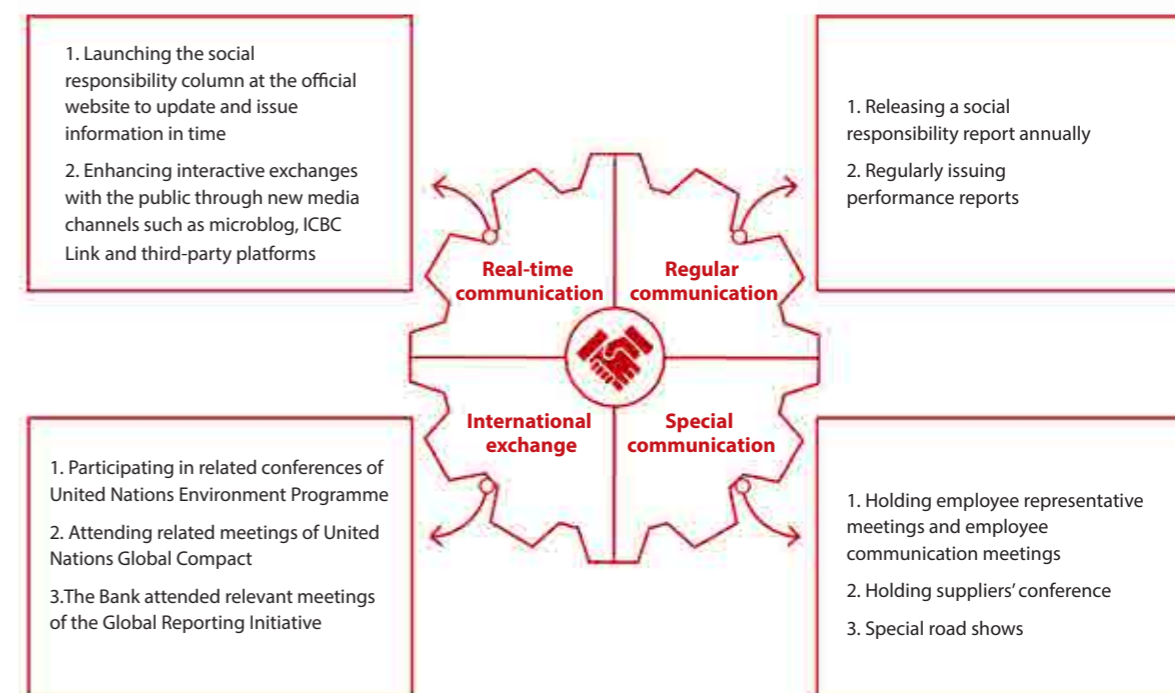 1. Launching the social
responsibility column at the official
website to update and issue
information in time
2. Enhancing interactive exchanges
with the public through new media
channels such as microblog, ICBC
Link and third-party platforms
1. Releasing a social
responsibility report annually
2. Regularly issuing
performance reports
Real-time
communication
Regular
communication
International
exchange
Special
communication
1. Participating in related conferences of
United Nations Environment Programme
2. Attending related meetings of United
Nations Global Compact
3.The Bank attended relevant meetings
of the Global Reporting Initiative
1. Holding employee representative
meetings and employee
communication meetings
2. Holding suppliers’ conference
3. Special road shows